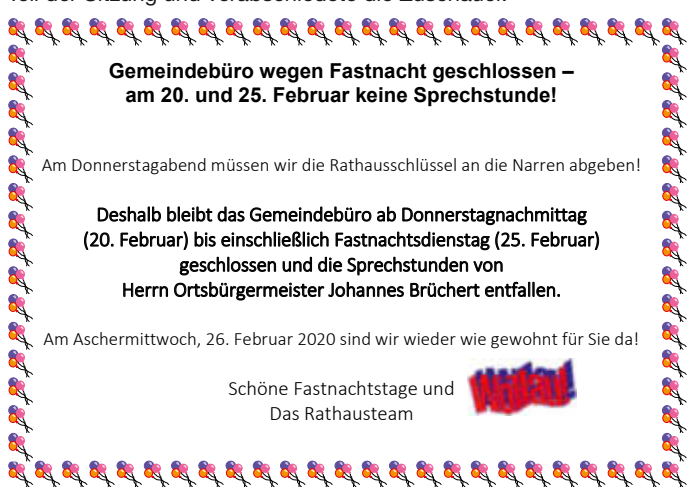 Gemeindebüro wegen Fastnacht geschlossen –
am 20. und 25. Februar keine Sprechstunde!
Am Donnerstagabend müssen wir die Rathausschlüssel an die Narren abgeben!
Deshalb bleibt das Gemeindebüro ab Donnerstagnachmittag
(20. Februar) bis einschließlich Fastnachtsdienstag (25. Februar)
geschlossen und die Sprechstunden von
Herrn Ortsbürgermeister Johannes Brüchert entfallen.
Am Aschermittwoch, 26. Februar 2020 sind wir wieder wie gewohnt für Sie da!
Schöne Fastnachtstage und
Das Rathausteam